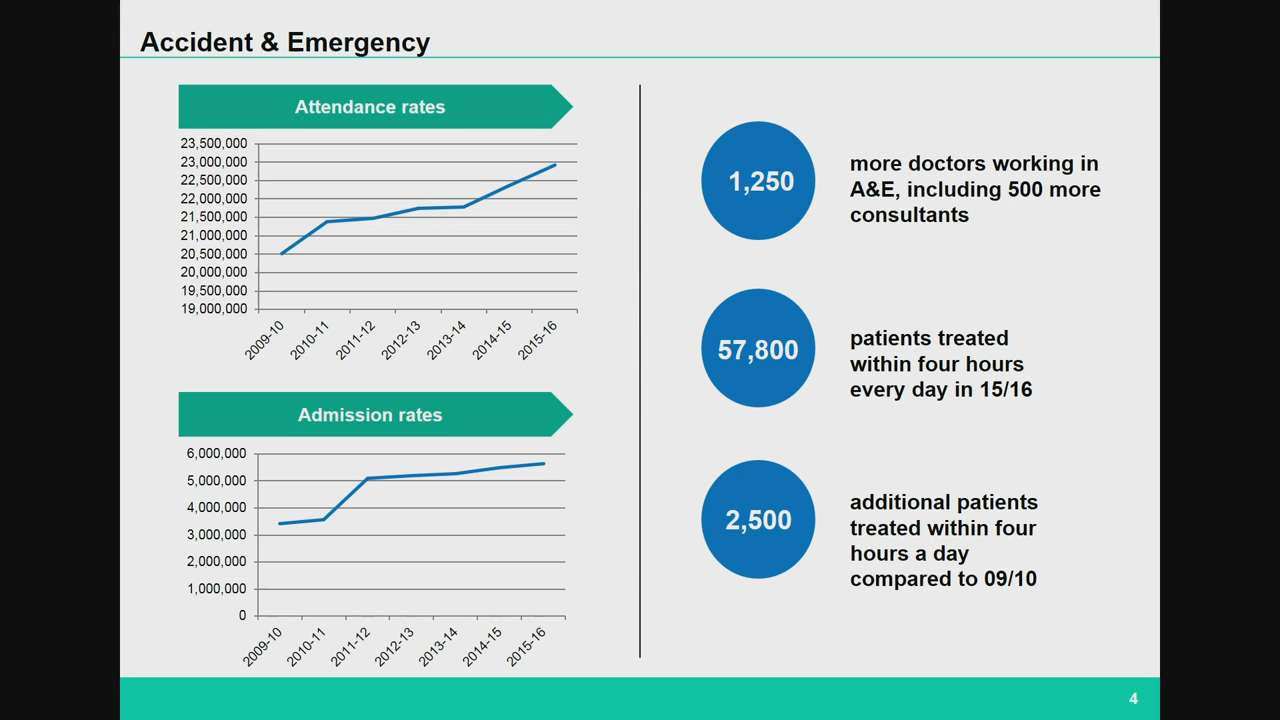 Accident & Emergency
Attendance rates
23,500,000
23,000,000
22,500,000
22,000,000
21,500,000
21,000,000
20,500,000
20,000,000
19,500,000
19,000,000
2009-10
2010-11
2011-12
2012-13
2013-14
2014-15
2015-16
Admission rates
6,000,000
5,000,000
4,000,000
3,000,000
2,000,000
1,000,000
0
2009-10
2010-11
2011-12
2012-13
2013-14
2014-15
2015-16
1,250
more doctors working in
A&E, including 500 more
consultants
57,800
patients treated
within four hours
every day in 15/16
2,500
additional patients
treated within four
hours a day
compared to 09/10
4